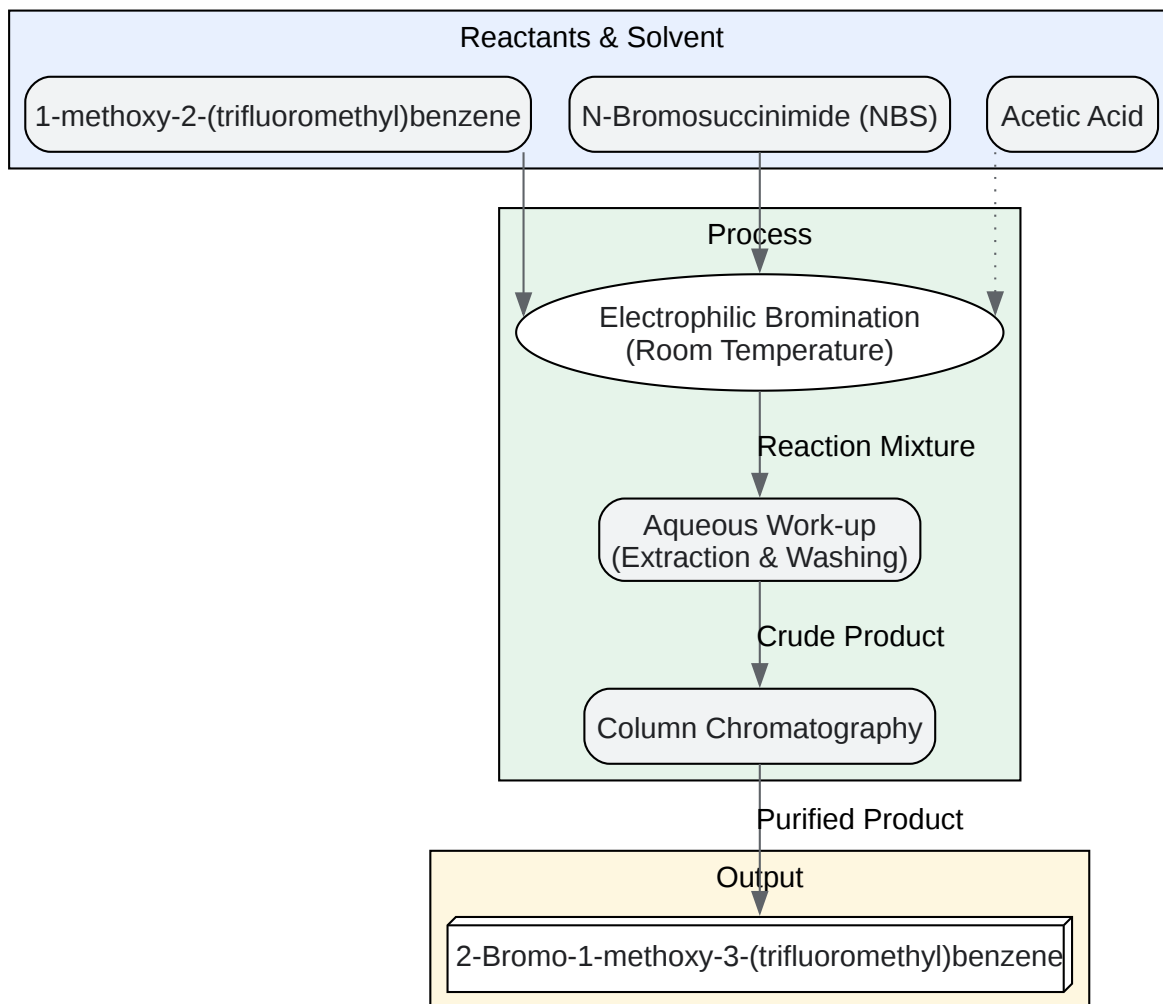 Reactants & Solvent
1-methoxy-2-(trifluoromethyl)benzene
N-Bromosuccinimide (NBS)
Acetic Acid
Process
Electrophilic Bromination
(Room Temperature)
Reaction Mixture
Aqueous Work-up
(Extraction & Washing)
Crude Product
Column Chromatography
Purified Product
Output
2-Bromo-1-methoxy-3-(trifluoromethyl)benzene